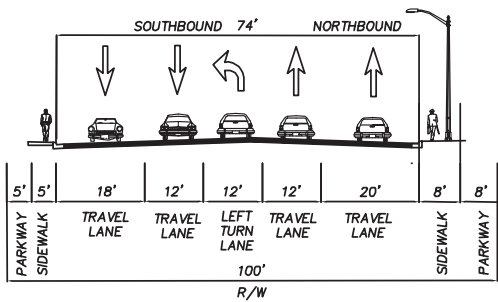 SOUTHBOUND 74' NORTHBOUND
5' 5' 18' 12' 12' 12' 20' 8' 8'
PARKWAY
SIDEWALK
TRAVEL
LANE
TRAVEL
LANE
LEFT
TURN
LANE
TRAVEL
LANE
TRAVEL
LANE
SIDEWALK
PARKWAY
100'
R/W